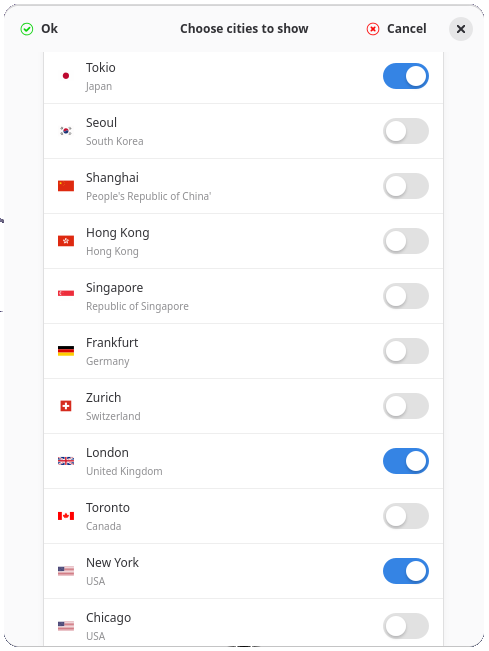 Ok
Choose cities to show
Cancel
Tokio
Japan
Seoul
South Korea
Shanghai
People's Republic of China'
Hong Kong
Hong Kong
Singapore
Republic of Singapore
Frankfurt
Germany
Zurich
Switzerland
London
United Kingdom
Toronto
Canada
New York
USA
Chicago
USA